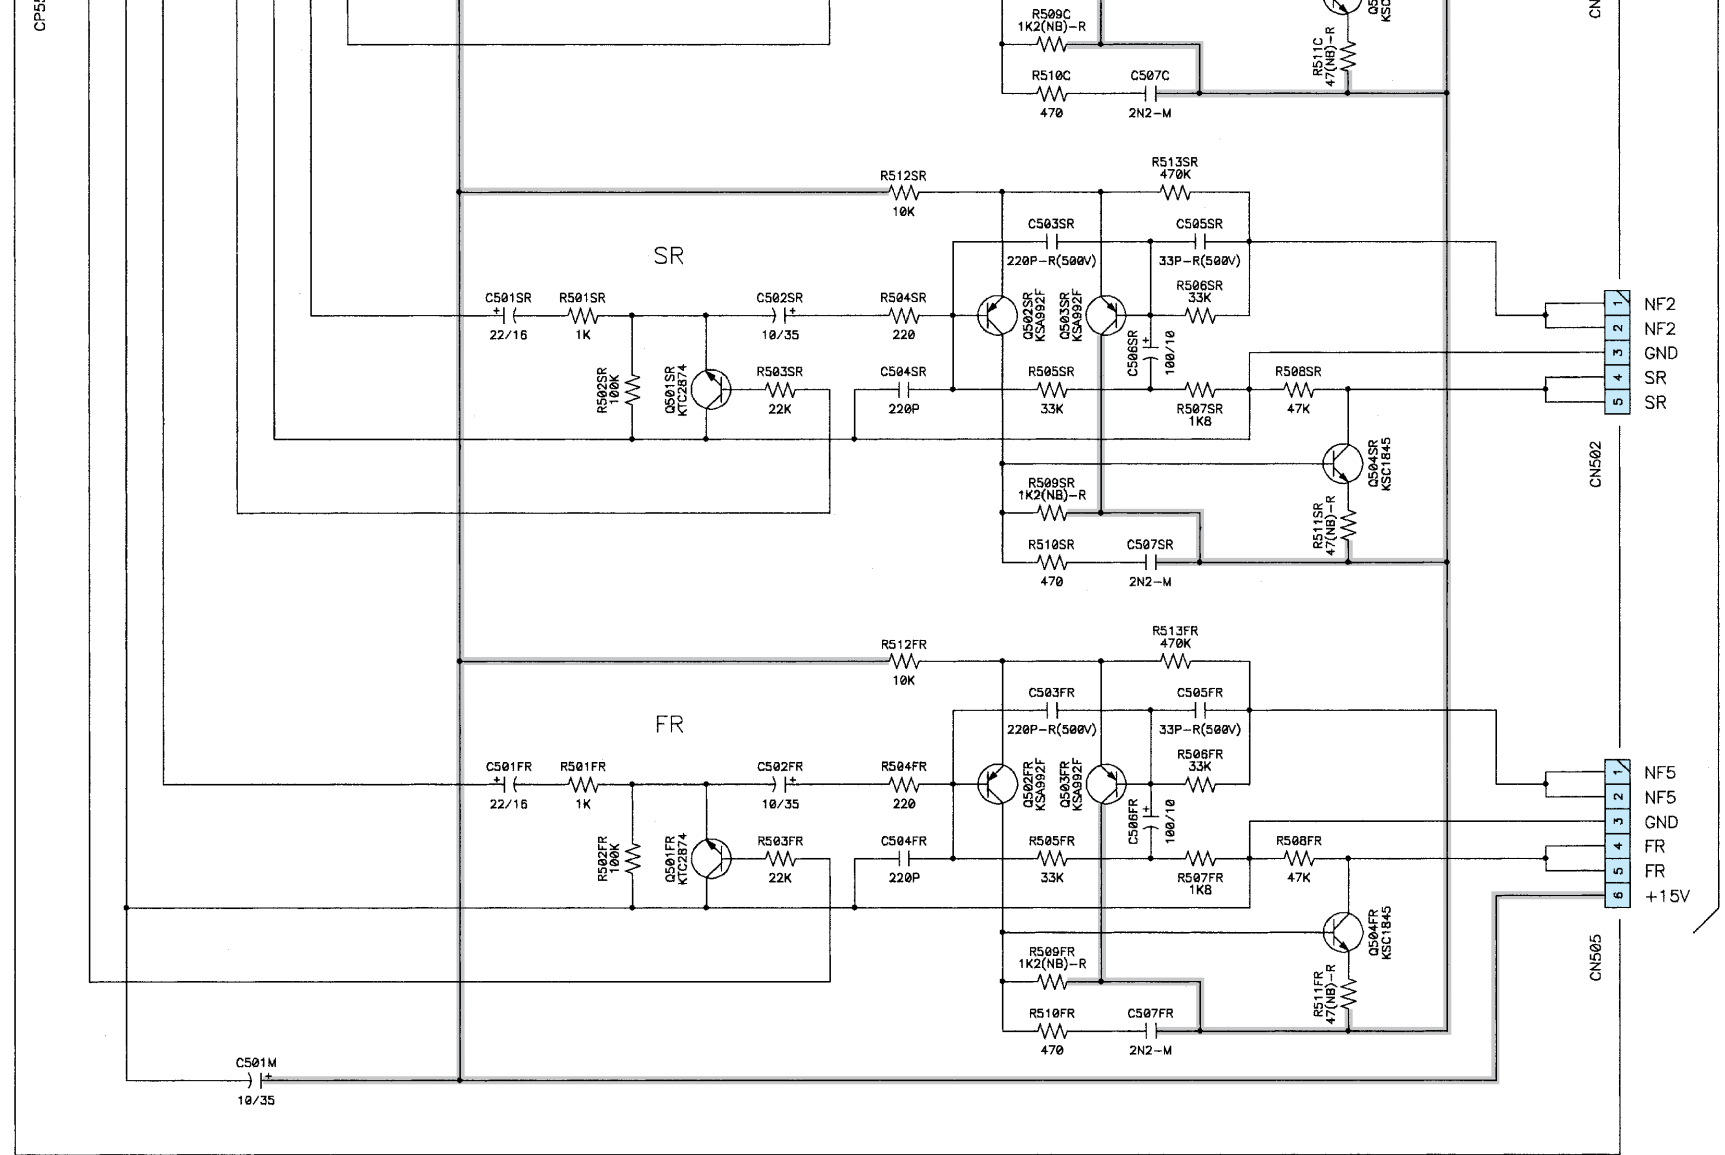 CP55
R509C
1K2(NB)-R
R510C
470
C507C
2N2-M
R511C
47(NB)-R
Q5
KSC
CN
R512SR
10K
R513SR
470K
SR
C503SR
220P-R(500V)
C505SR
33P-R(500V)
R506SR
33K
C501SR
+
22/16
R501SR
1K
C502SR
+
10/35
R504SR
220
Q502SR
KSA992F
Q503SR
KSA992F
C506SR
+
100/10
R502SR
100K
Q501SR
KTC2874
R503SR
22K
C504SR
220P
R505SR
33K
R507SR
1K8
R508SR
47K
1 NF2
2 NF2
3 GND
4 SR
5 SR
CN502
Q504SR
KSC1845
R509SR
1K2(NB)-R
R511SR
47(NB)-R
R510SR
470
C507SR
2N2-M
R512FR
10K
R513FR
470K
FR
C503FR
220P-R(500V)
C505FR
33P-R(500V)
R506FR
33K
C501FR
+
22/16
R501FR
1K
C502FR
+
10/35
R504FR
220
Q502FR
KSA992F
Q503FR
KSA992F
C506FR
+
100/10
R502FR
100K
Q501FR
KTC2874
R503FR
22K
C504FR
220P
R505FR
33K
R507FR
1K8
R508FR
47K
1 NF5
2 NF5
3 GND
4 FR
5 FR
6 +15V
CN505
Q504FR
KSC1845
R509FR
1K2(NB)-R
R511FR
47(NB)-R
R510FR
470
C507FR
2N2-M
C501M
+
10/35